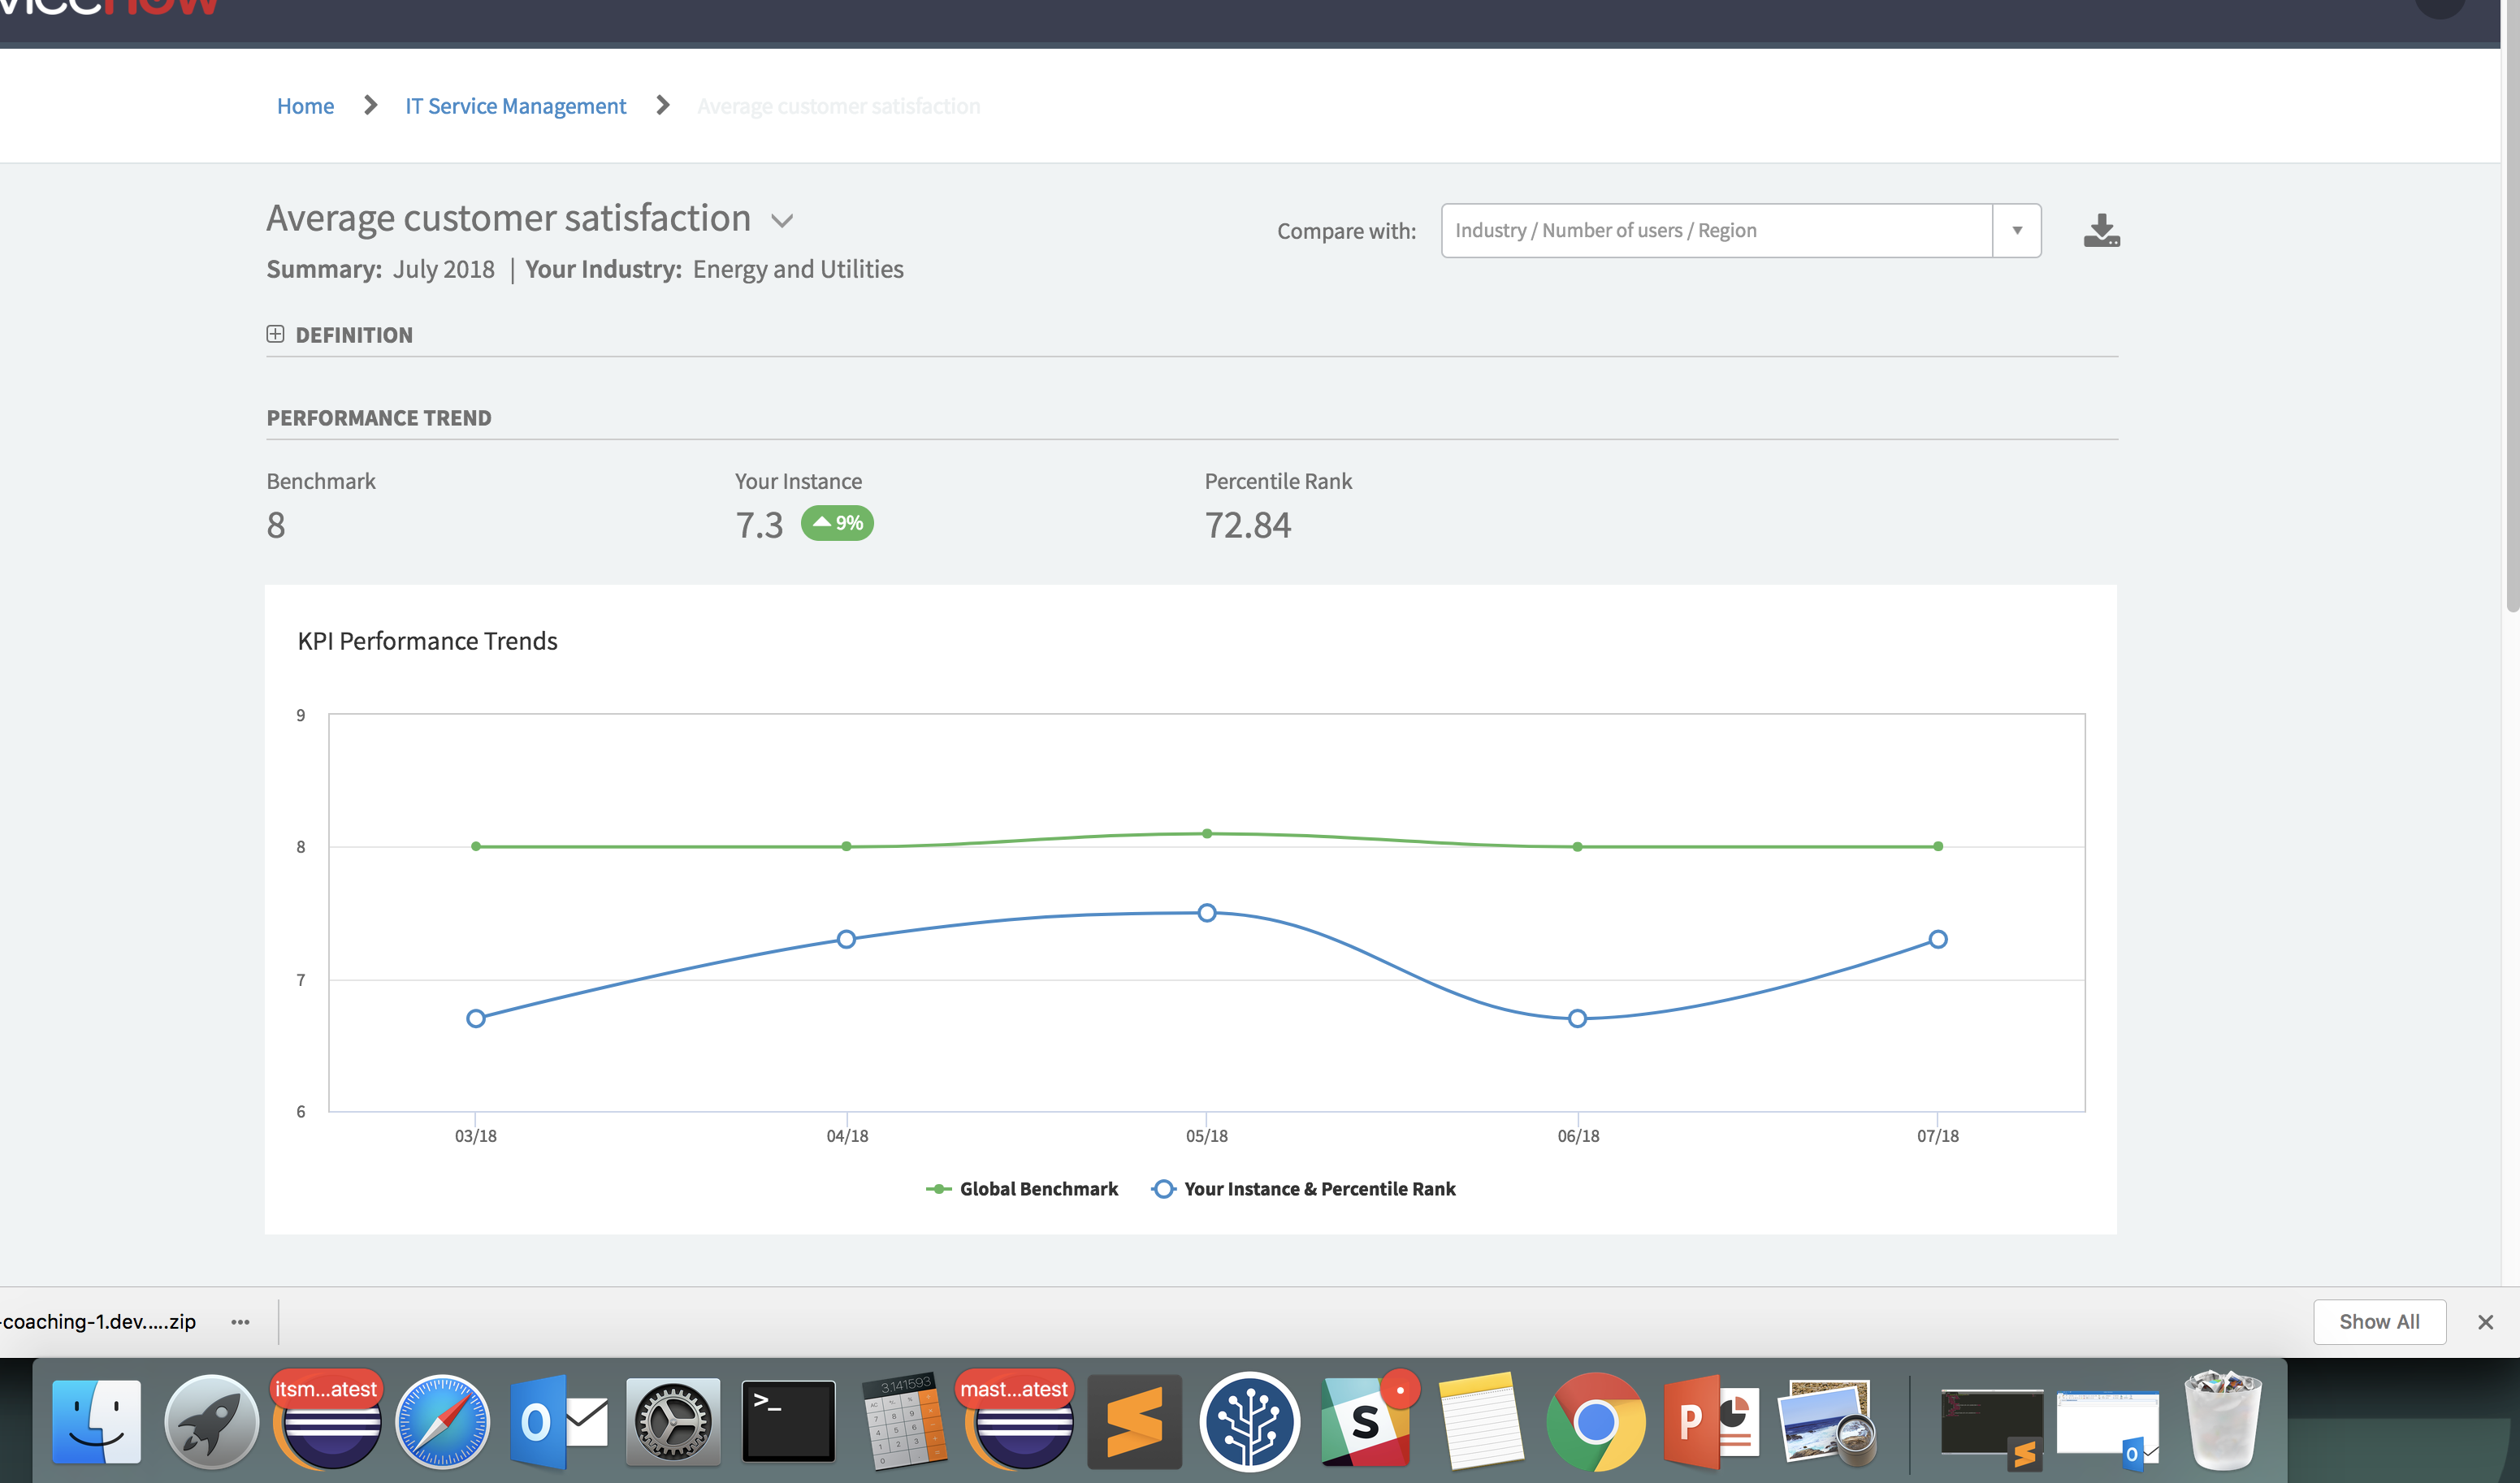 Home > IT Service Management > Average customer satisfaction
Average customer satisfaction
Summary: July 2018 | Your Industry: Energy and Utilities
Compare with: Industry / Number of users / Region
DEFINITION
PERFORMANCE TREND
Benchmark
8
Your Instance
7.3 9%
Percentile Rank
72.84
KPI Performance Trends
9
8
7
6
03/18 04/18 05/18 06/18 07/18
Global Benchmark Your Instance & Percentile Rank
-coaching-1.dev.....zip
Show All
itsm...atest
mast...atest
3.141593